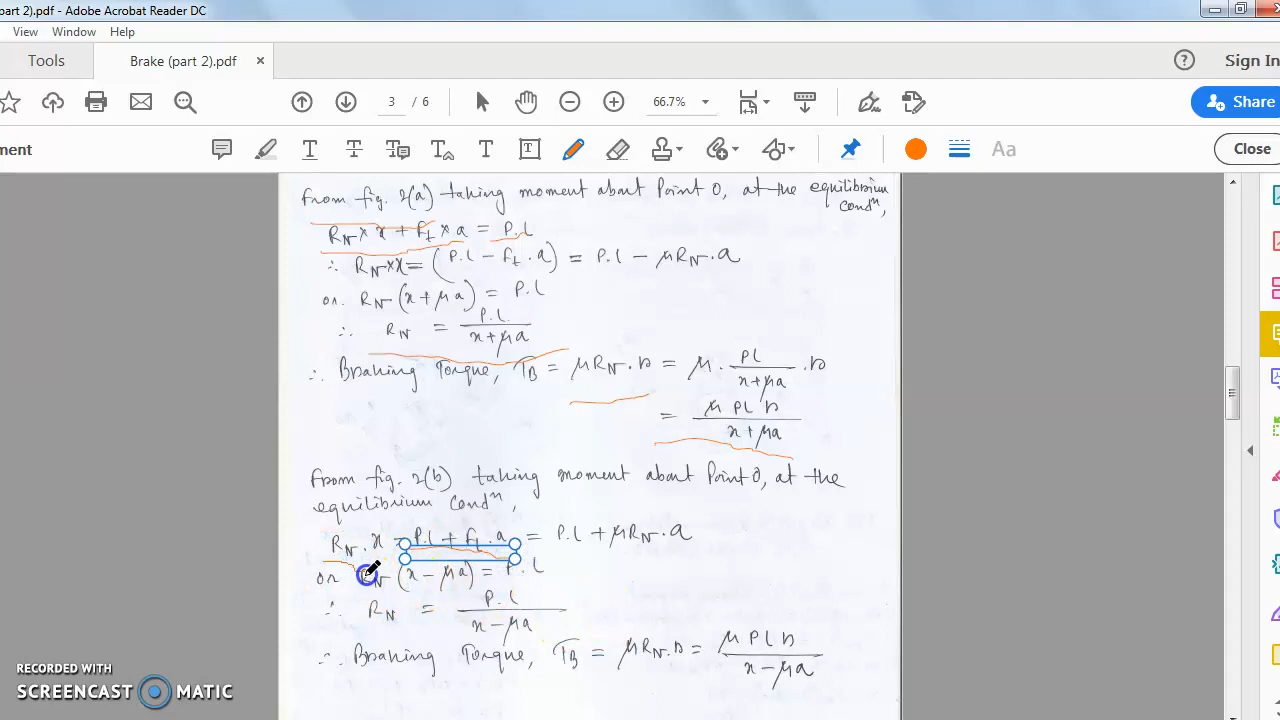 part 2).pdf - Adobe Acrobat Reader DC
View Window Help
Tools Brake (part 2).pdf × Sign In
3 / 6 66.7% Share
ment Aa Close
From fig. 2(a) taking moment about Point O, at the equilibrium
condⁿ,
R_N × x + F_t × a = P.l
∴ R_N × x = (P.l − F_t . a) = P.l − μR_N . a
or R_N (x + μa) = P.l
∴ R_N = P.l / x + μa
∴ Braking Torque, T_B = μR_N . r = μ . Pl / x + μa . r
= μ Pl r / x + μa
From fig. 2(b) taking moment about Point O, at the
equilibrium condⁿ,
R_N . x = P.l + F_t . a = P.l + μR_N . a
or R_N (x − μa) = P.l
∴ R_N = P.l / x − μa
∴ Braking Torque, T_B = μR_N . r = μ Pl r / x − μa
RECORDED WITH
SCREENCAST MATIC